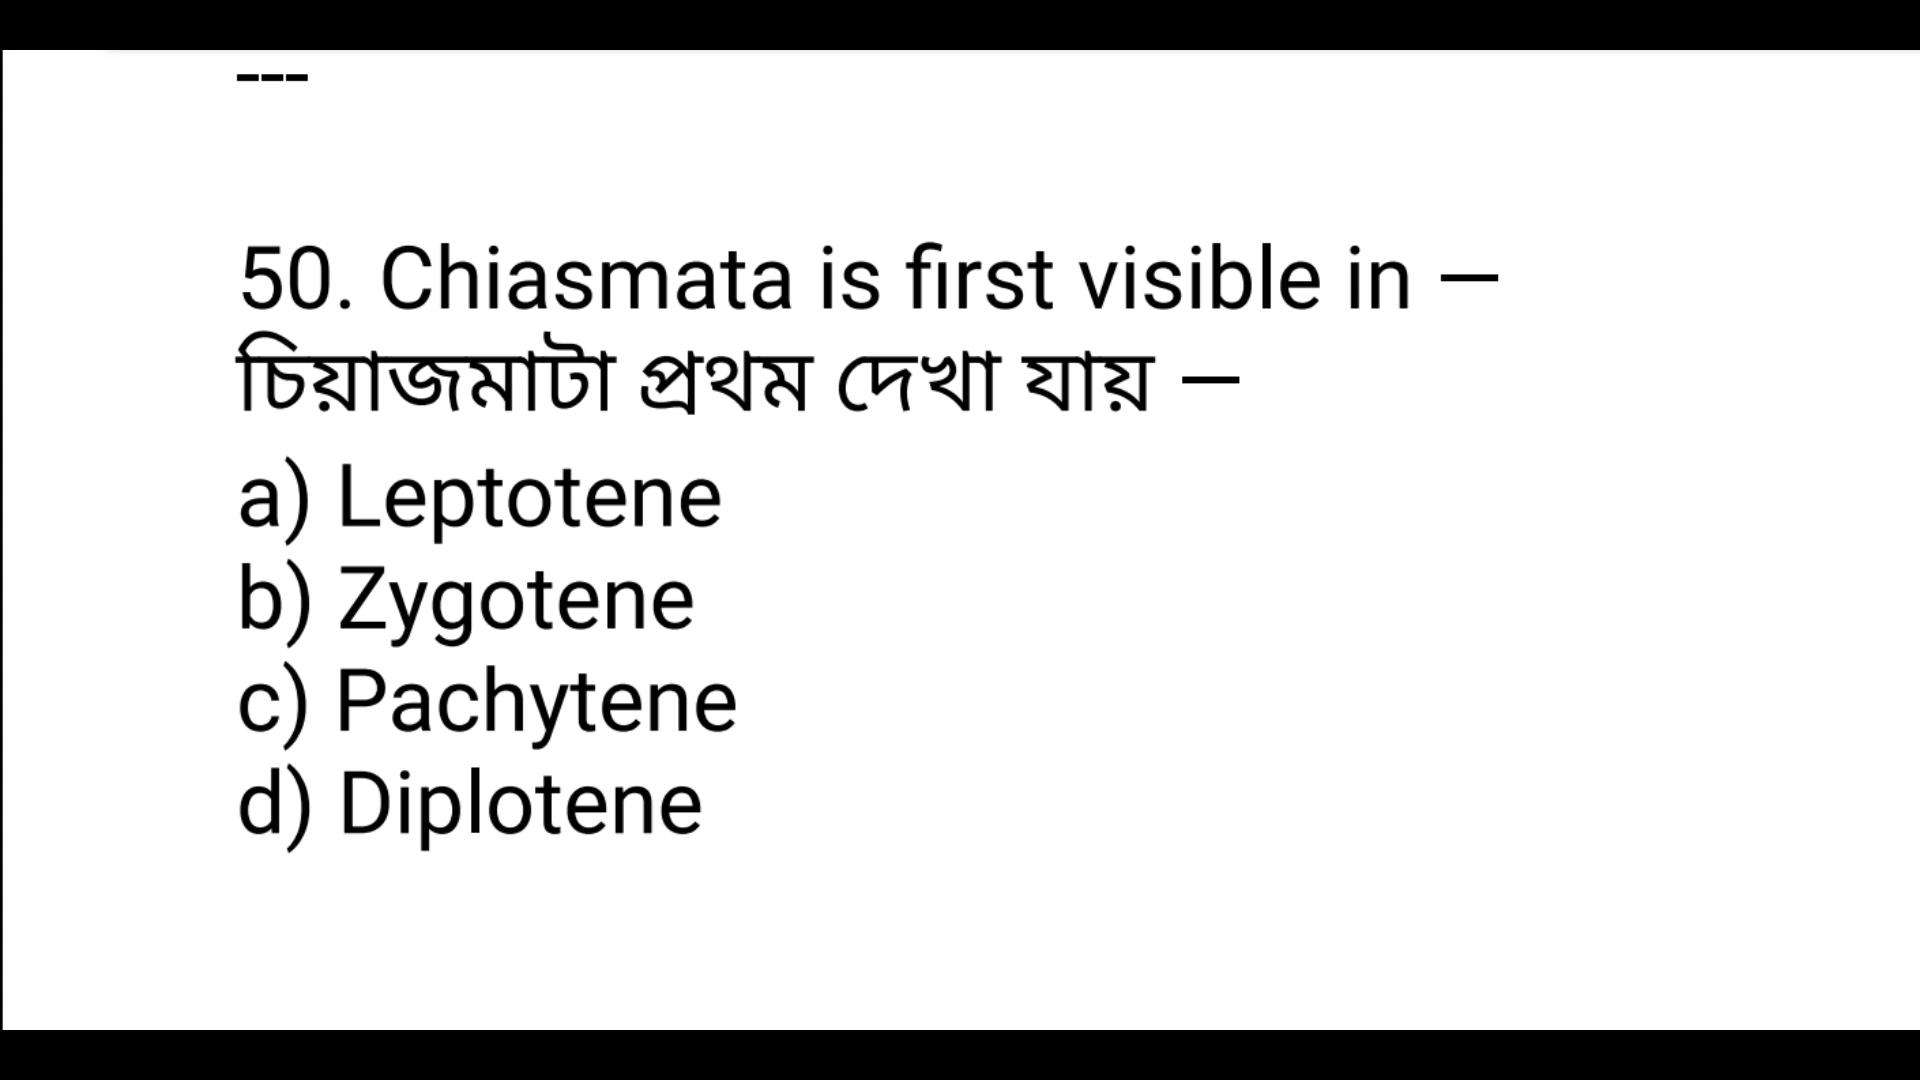 ---
50. Chiasmata is first visible in —
চিয়াজমাটা প্রথম দেখা যায় —
a) Leptotene
b) Zygotene
c) Pachytene
d) Diplotene